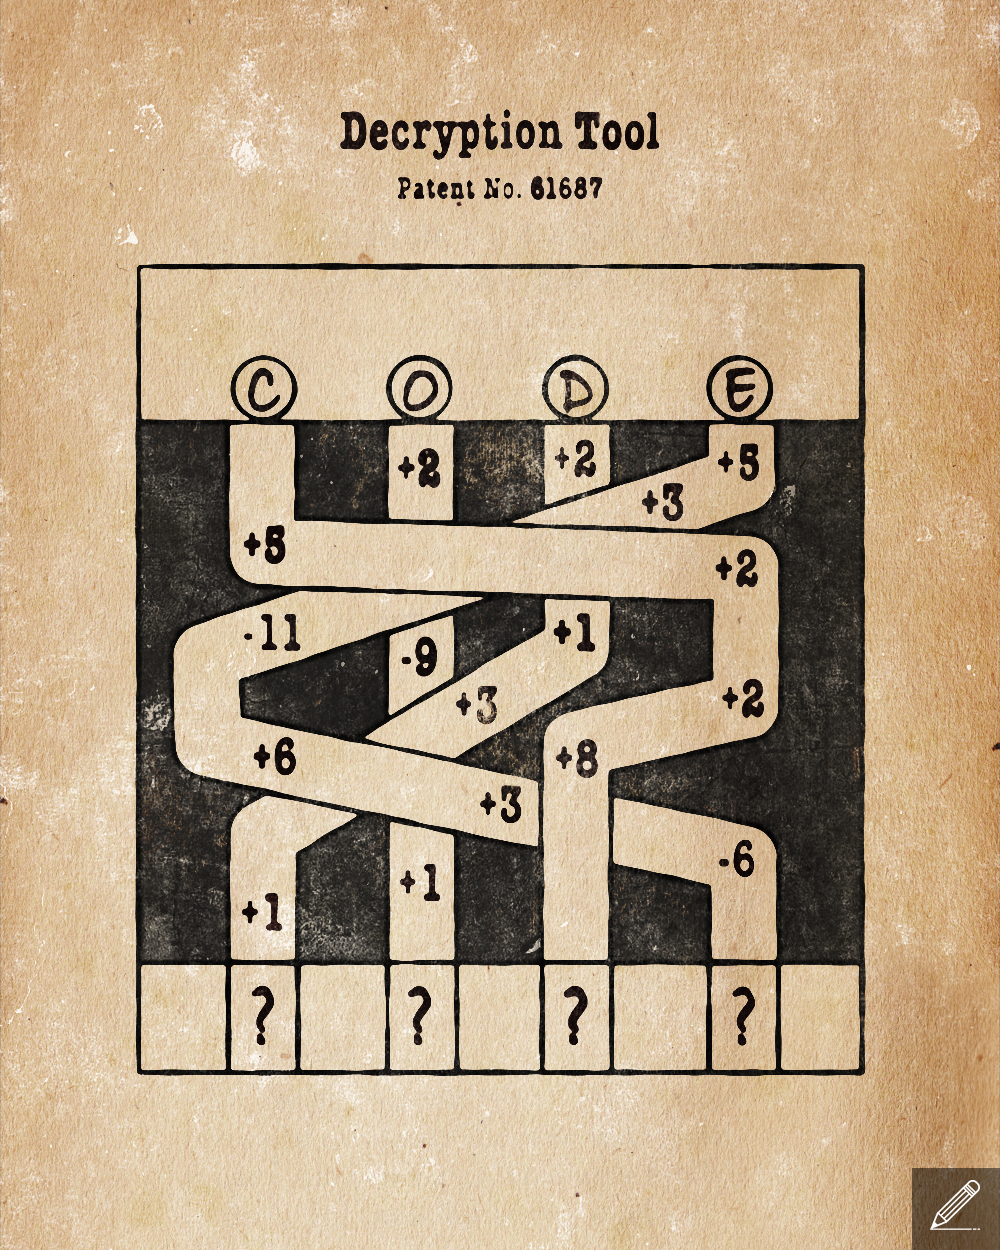 Decryption Tool
Patent No. 61687
C O D E
+2 +2 +5
+3
+5 +2
-11 +1
-9
+3 +2
+6 +8
+3
-6
+1
+1
? ? ? ?